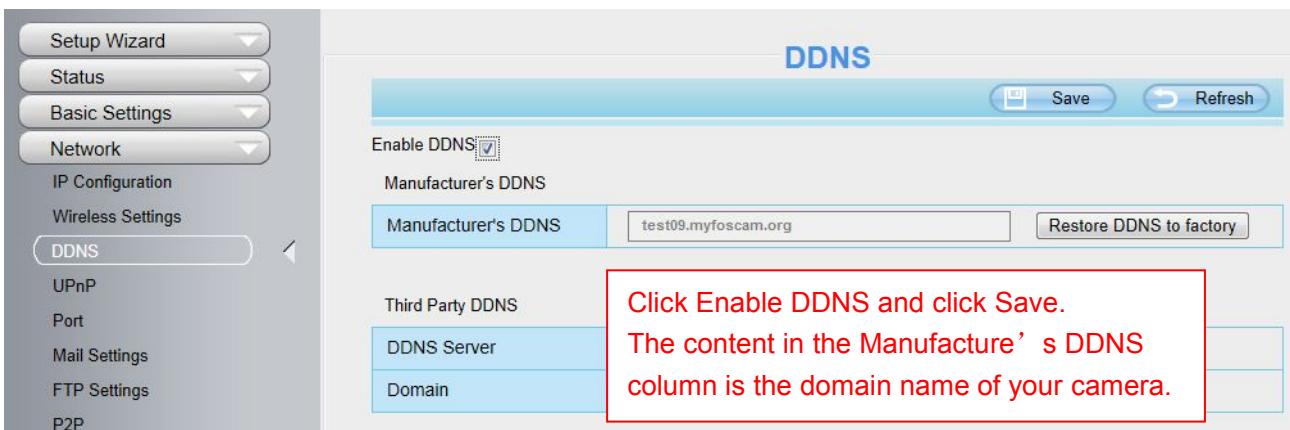 Setup Wizard
Status
Basic Settings
Network
IP Configuration
Wireless Settings
DDNS
UPnP
Port
Mail Settings
FTP Settings
P2P
DDNS
Save
Refresh
Enable DDNS
Manufacturer's DDNS
Manufacturer's DDNS
test09.myfoscam.org
Restore DDNS to factory
Third Party DDNS
DDNS Server
Domain
Click Enable DDNS and click Save.
The content in the Manufacture’s DDNS
column is the domain name of your camera.